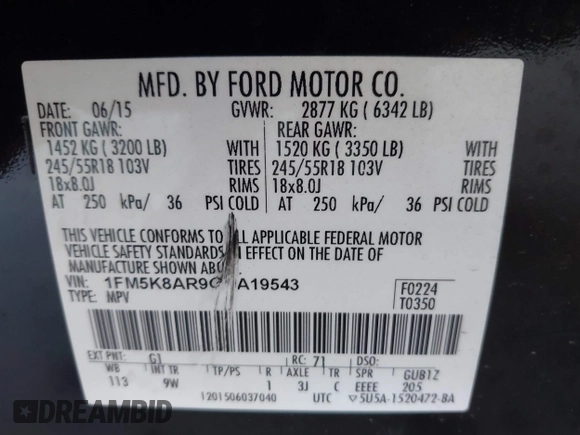 MFD. BY FORD MOTOR CO.
DATE: 06/15 GVWR: 2877 KG ( 6342 LB)
FRONT GAWR: REAR GAWR:
1452 KG ( 3200 LB) WITH 1520 KG ( 3350 LB) WITH
245/55R18 103V TIRES 245/55R18 103V TIRES
18x8.0J RIMS 18x8.0J RIMS
AT 250 kPa/ 36 PSI COLD AT 250 kPa/ 36 PSI COLD
THIS VEHICLE CONFORMS TO ALL APPLICABLE FEDERAL MOTOR
VEHICLE SAFETY STANDARDS IN EFFECT ON THE DATE OF
MANUFACTURE SHOWN
VIN: 1FM5K8AR9 A19543 F0224
TYPE: MPV T0350
EXT PNT: G1 RC: 71 DSO:
WB INT TR TP/PS R AXLE TR SPR GUB1Z
113 9W 1 3J C EEEE 205
1201506037040 UTC 5U5A-1520472-BA
DREAMBID